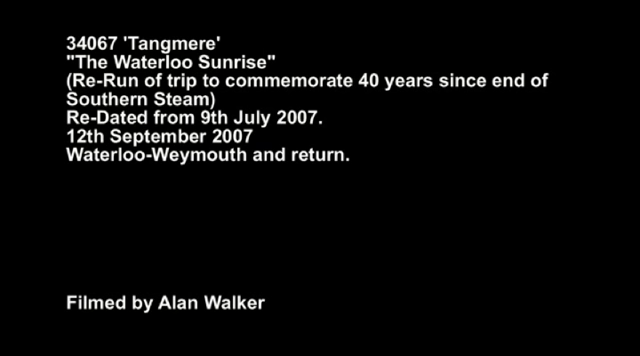 34067 'Tangmere'
"The Waterloo Sunrise"
(Re-Run of trip to commemorate 40 years since end of
Southern Steam)
Re-Dated from 9th July 2007.
12th September 2007
Waterloo-Weymouth and return.
Filmed by Alan Walker